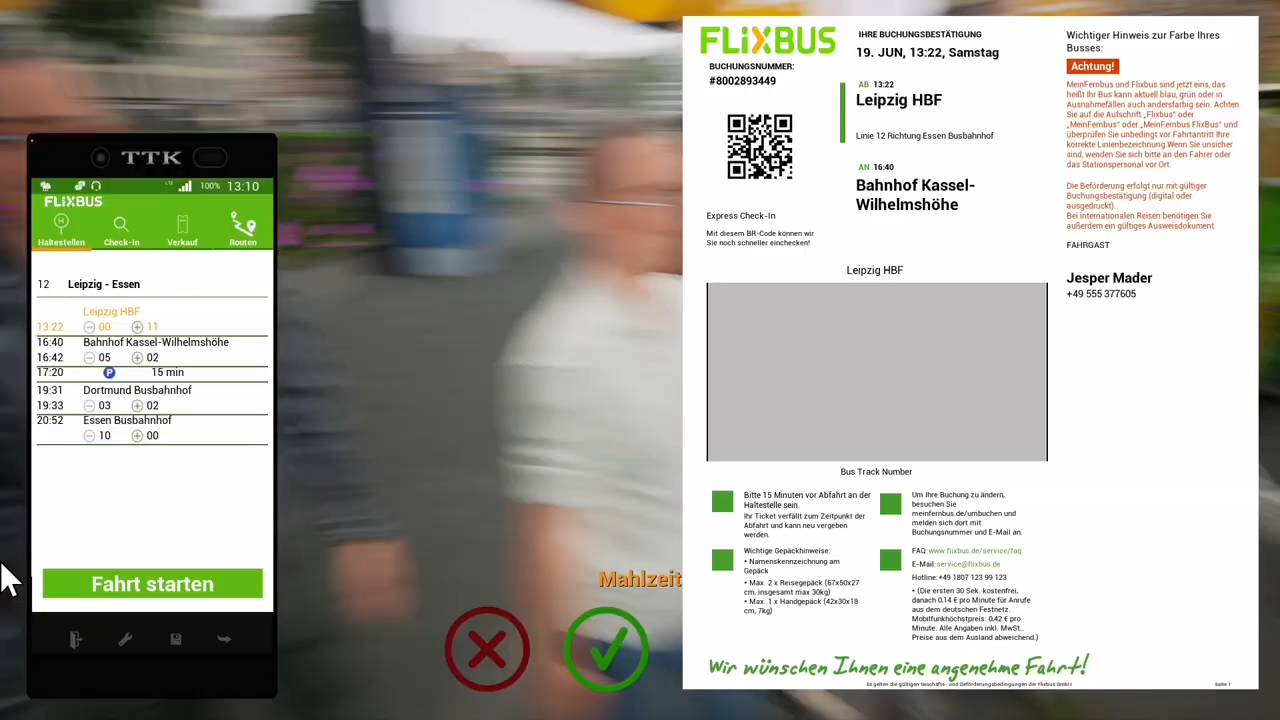 TTK
LTE 100% 13:10
FLiXBUS
Haltestellen Check-In Verkauf Routen
12 Leipzig - Essen
Leipzig HBF
13:22 00 11
16:40 Bahnhof Kassel-Wilhelmshöhe
16:42 05 02
17:20 P 15 min
19:31 Dortmund Busbahnhof
19:33 03 02
20:52 Essen Busbahnhof
10 00
Fahrt starten
Mahlzeit
FLiXBUS
BUCHUNGSNUMMER:
#8002893449
Express Check-In
Mit diesem BR-Code können wir
Sie noch schneller einchecken!
IHRE BUCHUNGSBESTÄTIGUNG
19. JUN, 13:22, Samstag
AB 13:22
Leipzig HBF
Linie 12 Richtung Essen Busbahnhof
AN 16:40
Bahnhof Kassel-
Wilhelmshöhe
Leipzig HBF
Bus Track Number
Wichtiger Hinweis zur Farbe Ihres
Busses:
Achtung!
MeinFernbus und Flixbus sind jetzt eins, das
heißt Ihr Bus kann aktuell blau, grün oder in
Ausnahmefällen auch andersfarbig sein. Achten
Sie auf die Aufschrift „Flixbus" oder
„MeinFernbus" oder „MeinFernbus FlixBus" und
überprüfen Sie unbedingt vor Fahrtantritt Ihre
korrekte Linienbezeichnung.Wenn Sie unsicher
sind, wenden Sie sich bitte an den Fahrer oder
das Stationspersonal vor Ort.
Die Beförderung erfolgt nur mit gültiger
Buchungsbestätigung (digital oder
ausgedruckt).
Bei internationalen Reisen benötigen Sie
außerdem ein gültiges Ausweisdokument.
FAHRGAST
Jesper Mader
+49 555 377605
Bitte 15 Minuten vor Abfahrt an der
Haltestelle sein.
Ihr Ticket verfällt zum Zeitpunkt der
Abfahrt und kann neu vergeben
werden.
Wichtige Gepäckhinweise:
• Namenskennzeichnung am
Gepäck
• Max. 2 x Reisegepäck (67x50x27
cm, insgesamt max 30kg)
• Max. 1 x Handgepäck (42x30x18
cm, 7kg)
Um Ihre Buchung zu ändern,
besuchen Sie
meinfernbus.de/umbuchen und
melden sich dort mit
Buchungsnummer und E-Mail an.
FAQ: www.flixbus.de/service/faq
E-Mail: service@flixbus.de
Hotline: +49 1807 123 99 123
• (Die ersten 30 Sek. kostenfrei,
danach 0,14 € pro Minute für Anrufe
aus dem deutschen Festnetz.
Mobilfunkhöchstpreis: 0,42 € pro
Minute. Alle Angaben inkl. MwSt..
Preise aus dem Ausland abweichend.)
Wir wünschen Ihnen eine angenehme Fahrt!
Es gelten die gültigen Geschäfts- und Beförderungsbedingungen der Flixbus GmbH
Seite 1